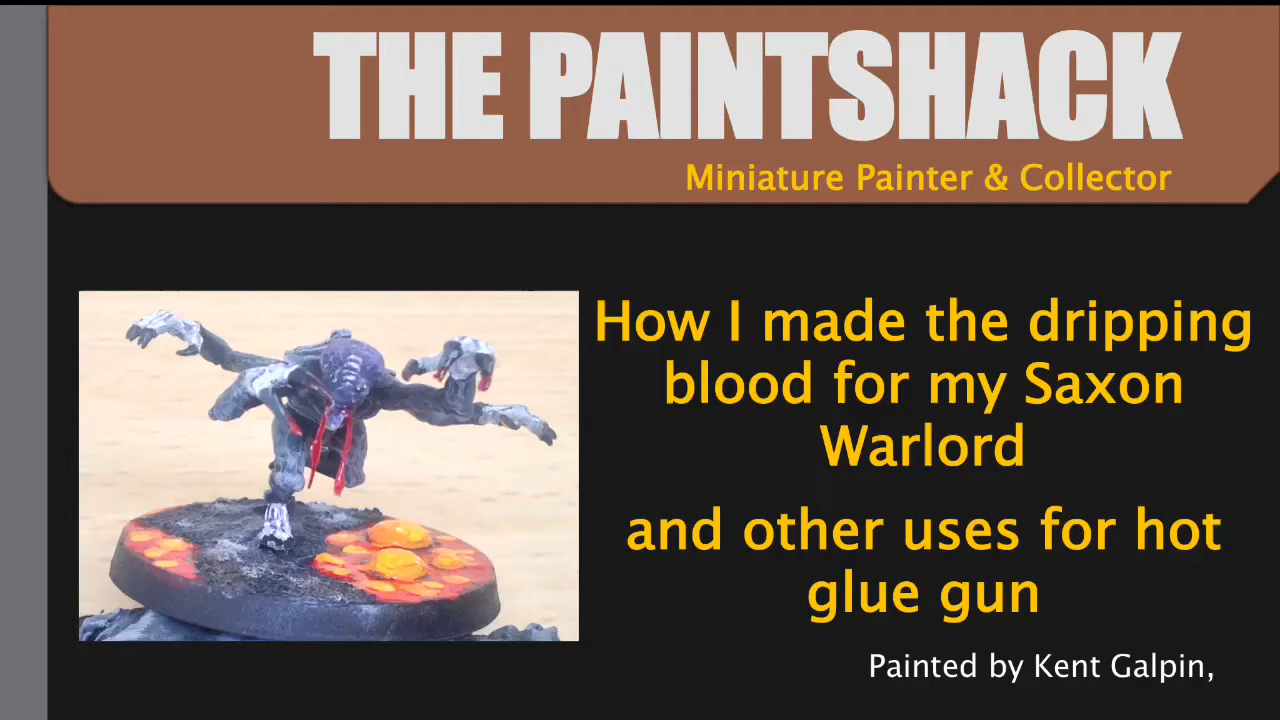 THE PAINTSHACK
Miniature Painter & Collector
How I made the dripping
blood for my Saxon
Warlord
and other uses for hot
glue gun
Painted by Kent Galpin,